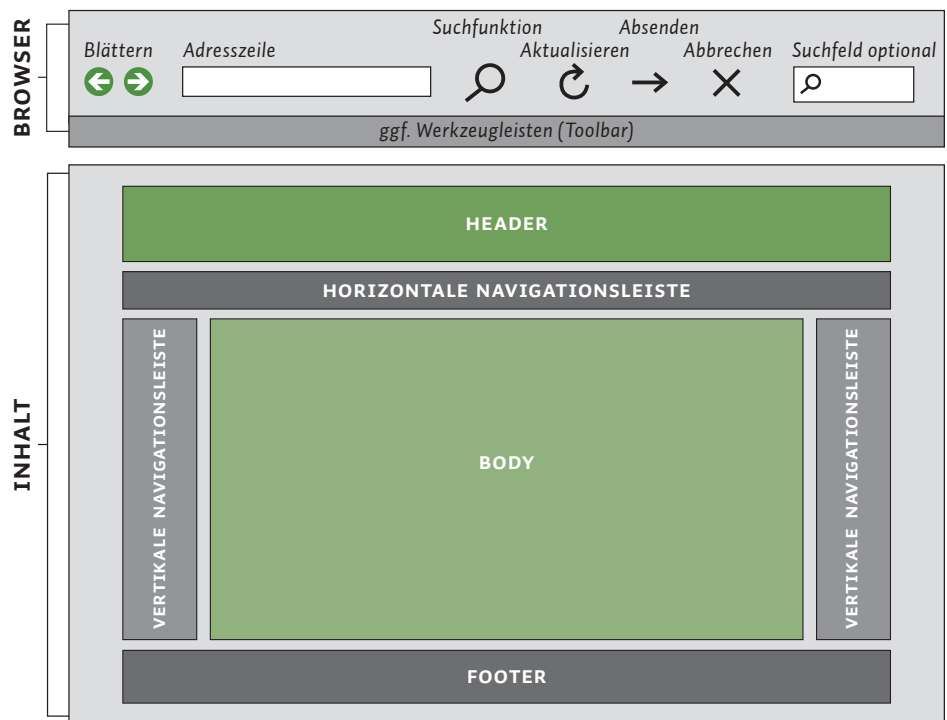 BROWSER
Suchfunktion
Absenden
Blättern
Adresszeile
Aktualisieren
Abbrechen
Suchfeld optional
ggf. Werkzeugleisten (Toolbar)
INHALT
HEADER
HORIZONTALE NAVIGATIONSLEISTE
VERTIKALE NAVIGATIONSLEISTE
BODY
VERTIKALE NAVIGATIONSLEISTE
FOOTER